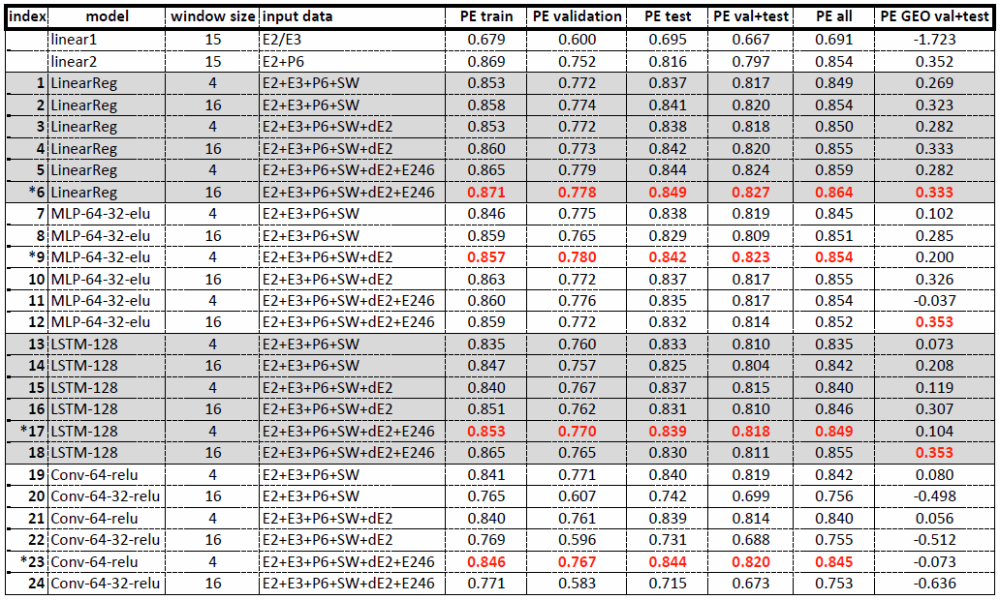 index model window size input data PE train PE validation PE test PE val+test PE all PE GEO val+test
linear1 15 E2/E3 0.679 0.600 0.695 0.667 0.691 -1.723
linear2 15 E2+P6 0.869 0.752 0.816 0.797 0.854 0.352
1 LinearReg 4 E2+E3+P6+SW 0.853 0.772 0.837 0.817 0.849 0.269
2 LinearReg 16 E2+E3+P6+SW 0.858 0.774 0.841 0.820 0.854 0.323
3 LinearReg 4 E2+E3+P6+SW+dE2 0.853 0.772 0.838 0.818 0.850 0.282
4 LinearReg 16 E2+E3+P6+SW+dE2 0.860 0.773 0.842 0.820 0.855 0.333
5 LinearReg 4 E2+E3+P6+SW+dE2+E246 0.865 0.779 0.844 0.824 0.859 0.282
*6 LinearReg 16 E2+E3+P6+SW+dE2+E246 0.871 0.778 0.849 0.827 0.864 0.333
7 MLP-64-32-elu 4 E2+E3+P6+SW 0.846 0.775 0.838 0.819 0.845 0.102
8 MLP-64-32-elu 16 E2+E3+P6+SW 0.859 0.765 0.829 0.809 0.851 0.285
*9 MLP-64-32-elu 4 E2+E3+P6+SW+dE2 0.857 0.780 0.842 0.823 0.854 0.200
10 MLP-64-32-elu 16 E2+E3+P6+SW+dE2 0.863 0.772 0.837 0.817 0.855 0.326
11 MLP-64-32-elu 4 E2+E3+P6+SW+dE2+E246 0.860 0.776 0.835 0.817 0.854 -0.037
12 MLP-64-32-elu 16 E2+E3+P6+SW+dE2+E246 0.859 0.772 0.832 0.814 0.852 0.353
13 LSTM-128 4 E2+E3+P6+SW 0.835 0.760 0.833 0.810 0.835 0.073
14 LSTM-128 16 E2+E3+P6+SW 0.847 0.757 0.825 0.804 0.842 0.208
15 LSTM-128 4 E2+E3+P6+SW+dE2 0.840 0.767 0.837 0.815 0.840 0.119
16 LSTM-128 16 E2+E3+P6+SW+dE2 0.851 0.762 0.831 0.810 0.846 0.307
*17 LSTM-128 4 E2+E3+P6+SW+dE2+E246 0.853 0.770 0.839 0.818 0.849 0.104
18 LSTM-128 16 E2+E3+P6+SW+dE2+E246 0.865 0.765 0.830 0.811 0.855 0.353
19 Conv-64-relu 4 E2+E3+P6+SW 0.841 0.771 0.840 0.819 0.842 0.080
20 Conv-64-32-relu 16 E2+E3+P6+SW 0.765 0.607 0.742 0.699 0.756 -0.498
21 Conv-64-relu 4 E2+E3+P6+SW+dE2 0.840 0.761 0.839 0.814 0.840 0.056
22 Conv-64-32-relu 16 E2+E3+P6+SW+dE2 0.769 0.596 0.731 0.688 0.755 -0.512
*23 Conv-64-relu 4 E2+E3+P6+SW+dE2+E246 0.846 0.767 0.844 0.820 0.845 -0.073
24 Conv-64-32-relu 16 E2+E3+P6+SW+dE2+E246 0.771 0.583 0.715 0.673 0.753 -0.636